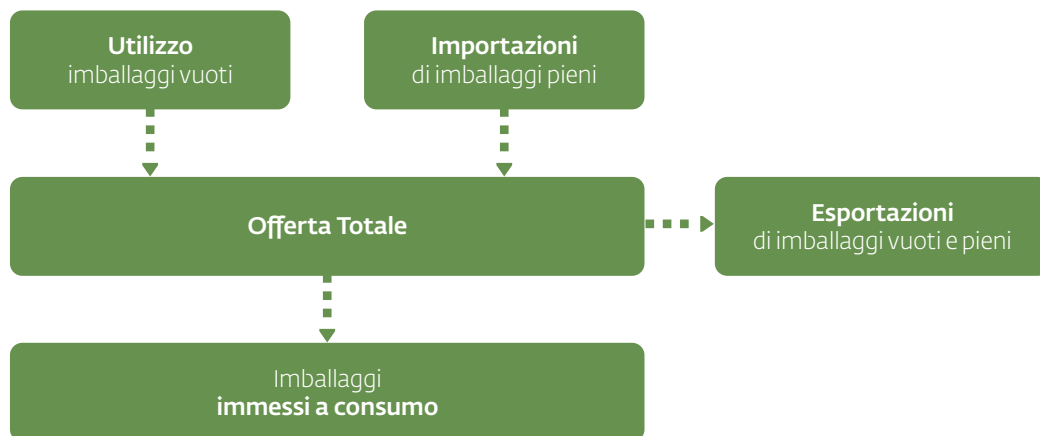 Utilizzo
imballaggi vuoti
Importazioni
di imballaggi pieni
Offerta Totale
Esportazioni
di imballaggi vuoti e pieni
Imballaggi
immessi a consumo